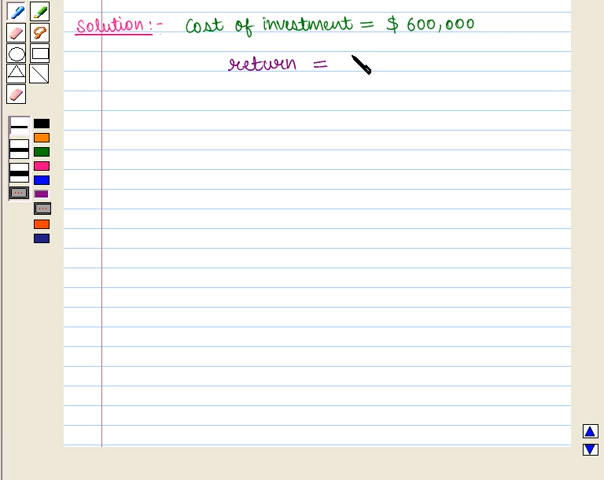 Solution:- Cost of investment = $ 600,000
return =